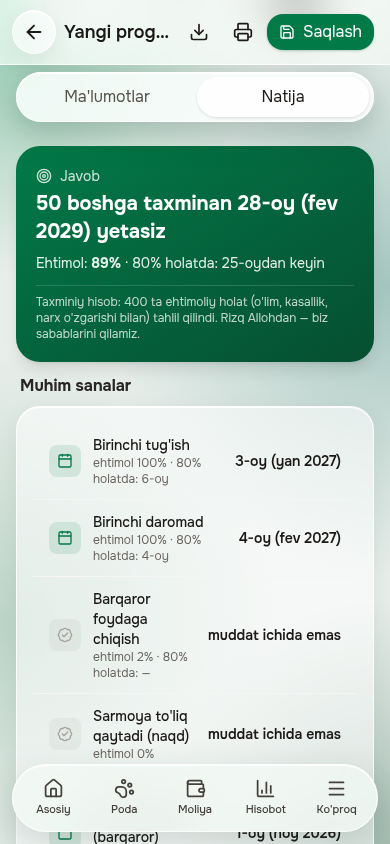 Yangi prog...
Saqlash
Ma'lumotlar
Natija
Javob
50 boshga taxminan 28-oy (fev
2029) yetasiz
Ehtimol: 89% · 80% holatda: 25-oydan keyin
Taxminiy hisob: 400 ta ehtimoliy holat (o'lim, kasallik,
narx o'zgarishi bilan) tahlil qilindi. Rizq Allohdan — biz
sabablarini qilamiz.
Muhim sanalar
Birinchi tug'ish
ehtimol 100% · 80%
holatda: 6-oy
3-oy (yan 2027)
Birinchi daromad
ehtimol 100% · 80%
holatda: 4-oy
4-oy (fev 2027)
Barqaror
foydaga
chiqish
ehtimol 2% · 80%
holatda: —
muddat ichida emas
Sarmoya to'liq
qaytadi (naqd)
ehtimol 0%
muddat ichida emas
(barqaror)
1-oy (noy 2026)
Asosiy
Poda
Moliya
Hisobot
Ko'proq